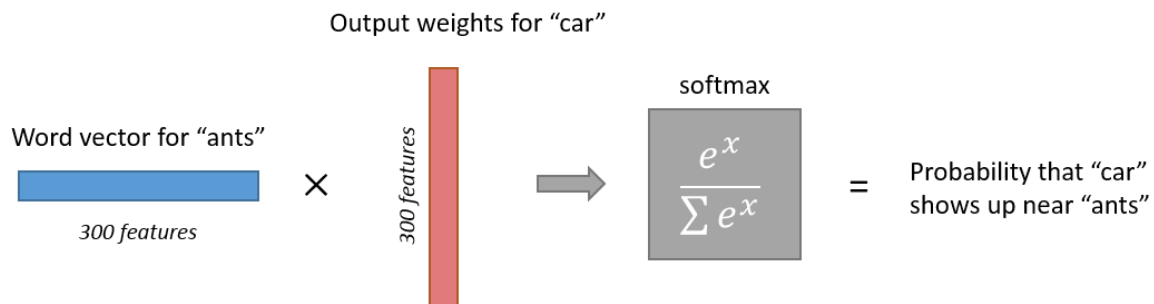 Output weights for “car”
softmax
Word vector for “ants”
300 features
×
300 features
e^x
∑ e^x
=
Probability that “car”
shows up near “ants”